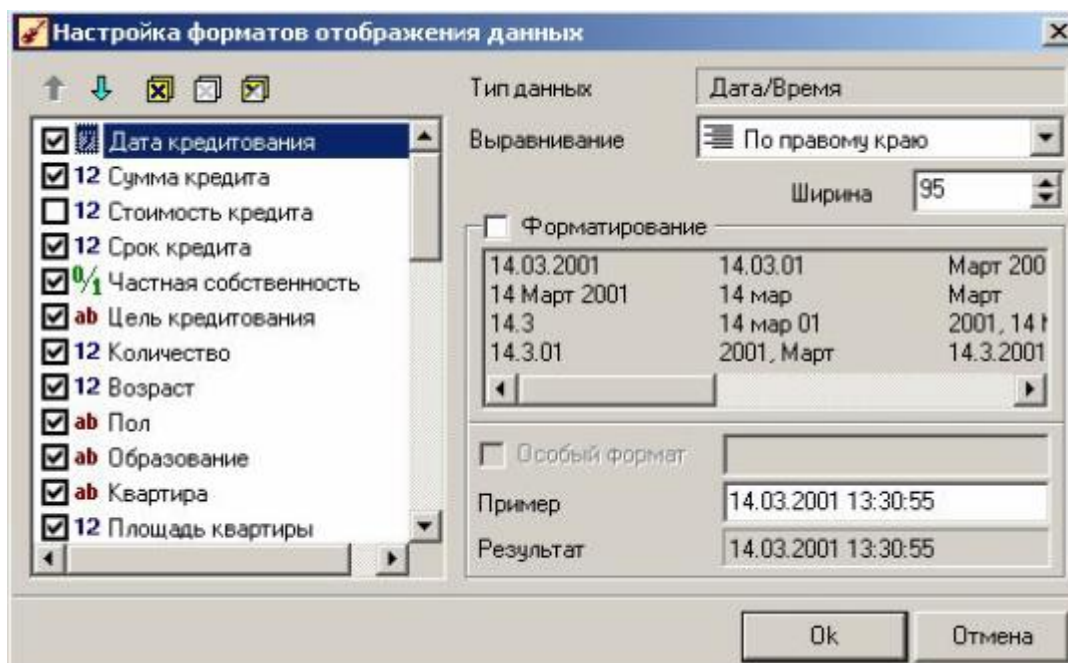 Настройка форматов отображения данных
Дата кредитования
12 Сумма кредита
12 Стоимость кредита
12 Срок кредита
0/1 Частная собственность
ab Цель кредитования
12 Количество
12 Возраст
ab Пол
ab Образование
ab Квартира
12 Площадь квартиры
Тип данных Дата/Время
Выравнивание По правому краю
Ширина 95
Форматирование
14.03.2001 14.03.01 Март 200
14 Март 2001 14 мар Март
14.3 14 мар 01 2001, 14
14.3.01 2001, Март 14.3.2001
Особый формат
Пример 14.03.2001 13:30:55
Результат 14.03.2001 13:30:55
Ok Отмена